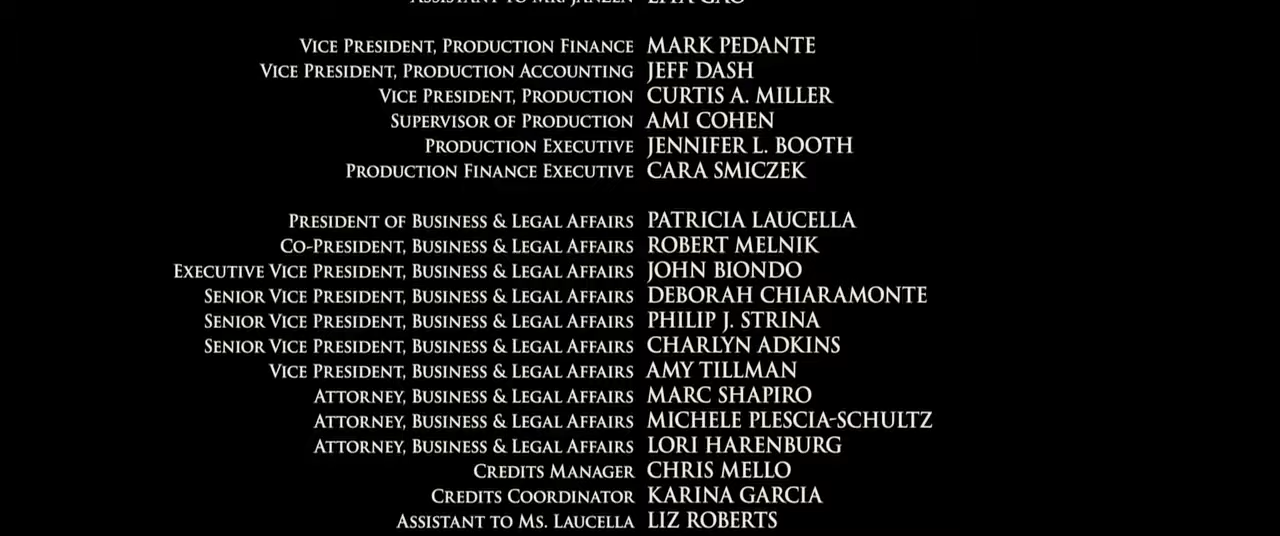 VICE PRESIDENT, PRODUCTION FINANCE MARK PEDANTE
VICE PRESIDENT, PRODUCTION ACCOUNTING JEFF DASH
VICE PRESIDENT, PRODUCTION CURTIS A. MILLER
SUPERVISOR OF PRODUCTION AMI COHEN
PRODUCTION EXECUTIVE JENNIFER L. BOOTH
PRODUCTION FINANCE EXECUTIVE CARA SMICZEK
PRESIDENT OF BUSINESS & LEGAL AFFAIRS PATRICIA LAUCELLA
CO-PRESIDENT, BUSINESS & LEGAL AFFAIRS ROBERT MELNIK
EXECUTIVE VICE PRESIDENT, BUSINESS & LEGAL AFFAIRS JOHN BIONDO
SENIOR VICE PRESIDENT, BUSINESS & LEGAL AFFAIRS DEBORAH CHIARAMONTE
SENIOR VICE PRESIDENT, BUSINESS & LEGAL AFFAIRS PHILIP J. STRINA
SENIOR VICE PRESIDENT, BUSINESS & LEGAL AFFAIRS CHARLYN ADKINS
VICE PRESIDENT, BUSINESS & LEGAL AFFAIRS AMY TILLMAN
ATTORNEY, BUSINESS & LEGAL AFFAIRS MARC SHAPIRO
ATTORNEY, BUSINESS & LEGAL AFFAIRS MICHELE PLESCIA-SCHULTZ
ATTORNEY, BUSINESS & LEGAL AFFAIRS LORI HARENBURG
CREDITS MANAGER CHRIS MELLO
CREDITS COORDINATOR KARINA GARCIA
ASSISTANT TO MS. LAUCELLA LIZ ROBERTS